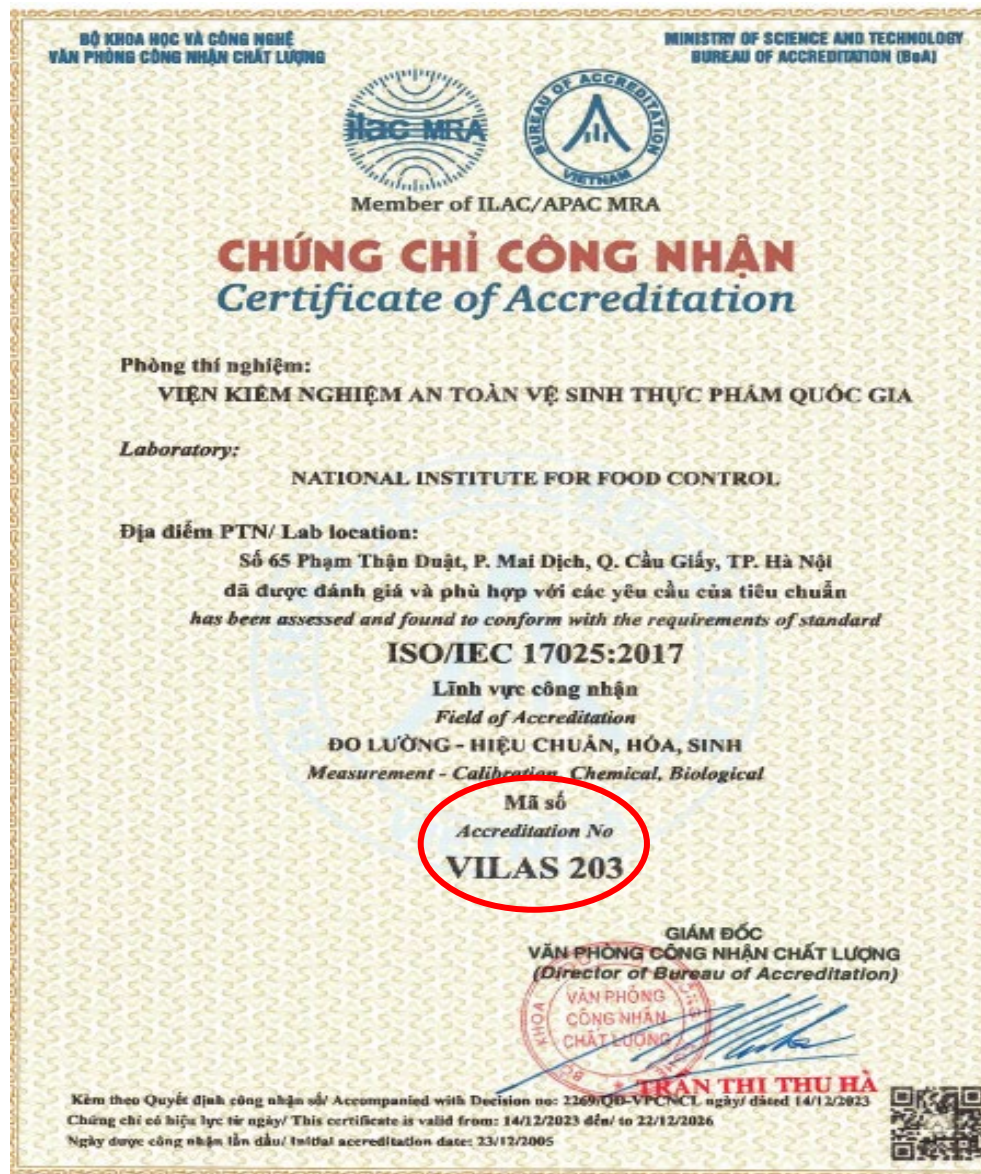 BỘ KHOA HỌC VÀ CÔNG NGHỆ
VĂN PHÒNG CÔNG NHẬN CHẤT LƯỢNG
MINISTRY OF SCIENCE AND TECHNOLOGY
BUREAU OF ACCREDITATION (BoA)
ilac-MRA
BUREAU OF ACCREDITATION
VIETNAM
Member of ILAC/APAC MRA
CHỨNG CHỈ CÔNG NHẬN
Certificate of Accreditation
Phòng thí nghiệm:
VIỆN KIỂM NGHIỆM AN TOÀN VỆ SINH THỰC PHẨM QUỐC GIA
Laboratory:
NATIONAL INSTITUTE FOR FOOD CONTROL
Địa điểm PTN/ Lab location:
Số 65 Phạm Thận Duật, P. Mai Dịch, Q. Cầu Giấy, TP. Hà Nội
đã được đánh giá và phù hợp với các yêu cầu của tiêu chuẩn
has been assessed and found to conform with the requirements of standard
ISO/IEC 17025:2017
Lĩnh vực công nhận
Field of Accreditation
ĐO LƯỜNG - HIỆU CHUẨN, HÓA, SINH
Measurement - Calibration, Chemical, Biological
Mã số
Accreditation No
VILAS 203
GIÁM ĐỐC
VĂN PHÒNG CÔNG NHẬN CHẤT LƯỢNG
(Director of Bureau of Accreditation)
VĂN PHÒNG
CÔNG NHẬN
CHẤT LƯỢNG
TRẦN THỊ THU HÀ
Kèm theo Quyết định công nhận số/ Accompanied with Decision no: 2269/QĐ-VPCNCL ngày/ dated 14/12/2023
Chứng chỉ có hiệu lực từ ngày/ This certificate is valid from: 14/12/2023 đến/ to 22/12/2026
Ngày được công nhận lần đầu/ Initial accreditation date: 23/12/2005